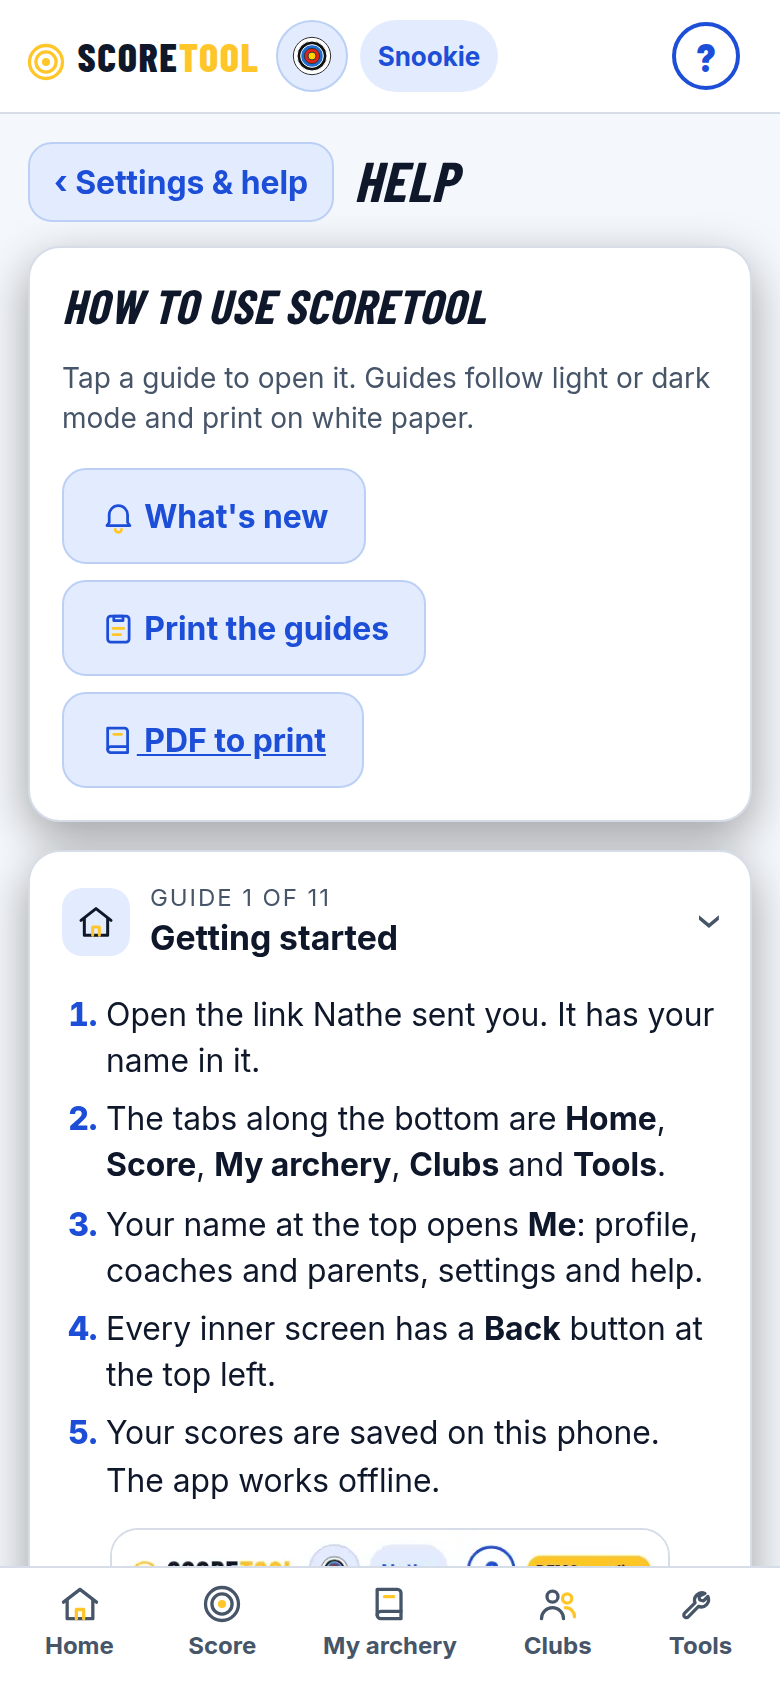 SCORETOOL
Snookie
?
‹ Settings & help
HELP
HOW TO USE SCORETOOL
Tap a guide to open it. Guides follow light or dark
mode and print on white paper.
What's new
Print the guides
PDF to print
GUIDE 1 OF 11
Getting started
1. Open the link Nathe sent you. It has your
name in it.
2. The tabs along the bottom are Home,
Score, My archery, Clubs and Tools.
3. Your name at the top opens Me: profile,
coaches and parents, settings and help.
4. Every inner screen has a Back button at
the top left.
5. Your scores are saved on this phone.
The app works offline.
Home
Score
My archery
Clubs
Tools